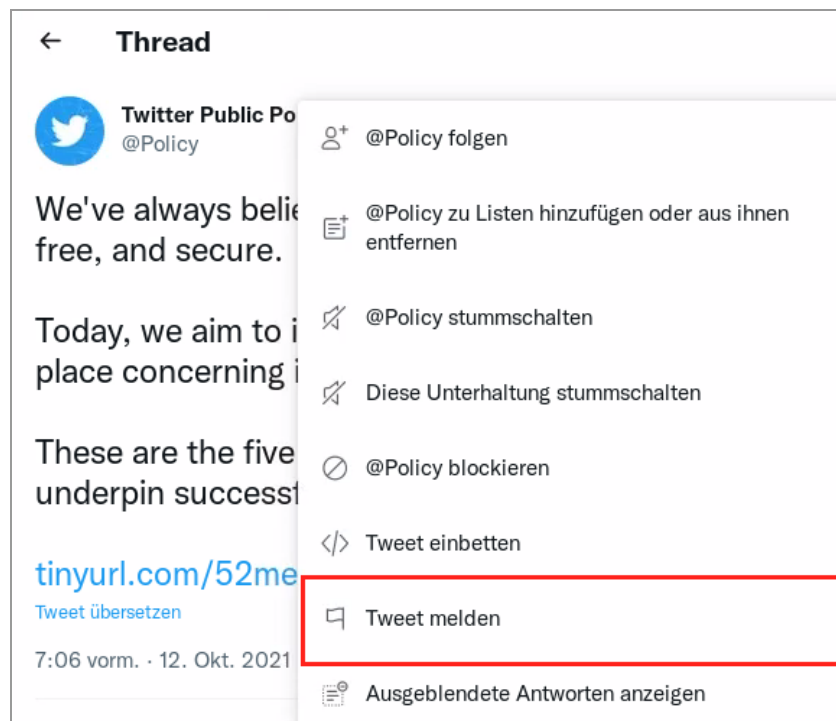 Thread
Twitter Public Po
@Policy
We've always belie
free, and secure.
Today, we aim to i
place concerning i
These are the five
underpin successf
tinyurl.com/52me
Tweet übersetzen
7:06 vorm. · 12. Okt. 2021
@Policy folgen
@Policy zu Listen hinzufügen oder aus ihnen
entfernen
@Policy stummschalten
Diese Unterhaltung stummschalten
@Policy blockieren
Tweet einbetten
Tweet melden
Ausgeblendete Antworten anzeigen